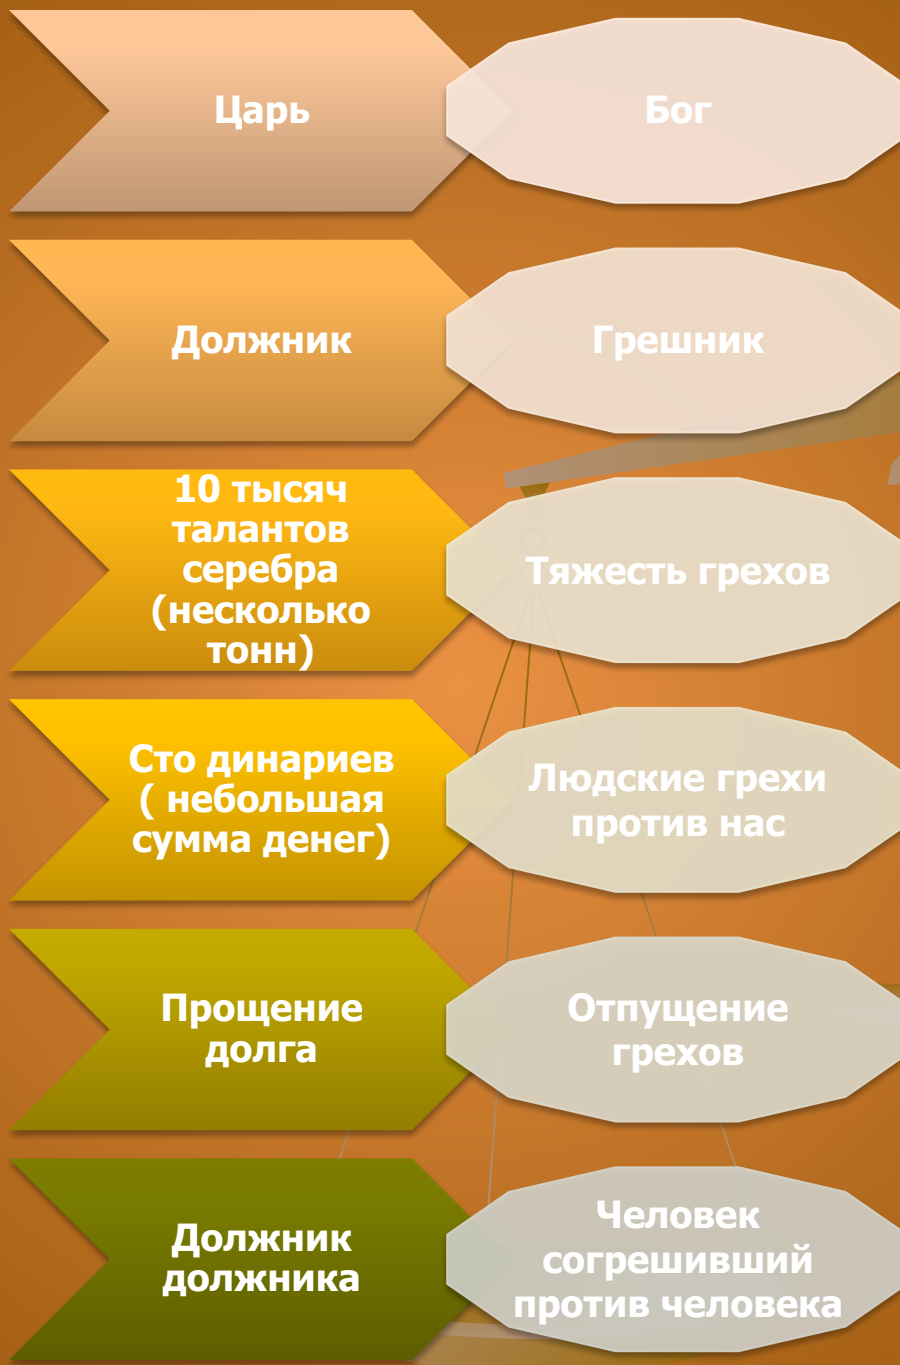 Царь
Бог
Должник
Грешник
10 тысяч
талантов
серебра
(несколько
тонн)
Тяжесть грехов
Сто динариев
( небольшая
сумма денег)
Людские грехи
против нас
Прощение
долга
Отпущение
грехов
Должник
должника
Человек
согрешивший
против человека